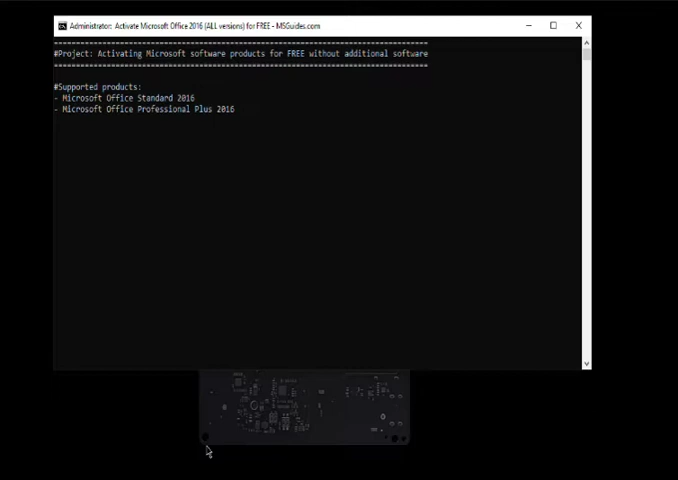 Administrator: Activate Microsoft Office 2016 (ALL versions) for FREE - MSGuides.com
============================================================================
#Project: Activating Microsoft software products for FREE without additional software
============================================================================
#Supported products:
- Microsoft Office Standard 2016
- Microsoft Office Professional Plus 2016